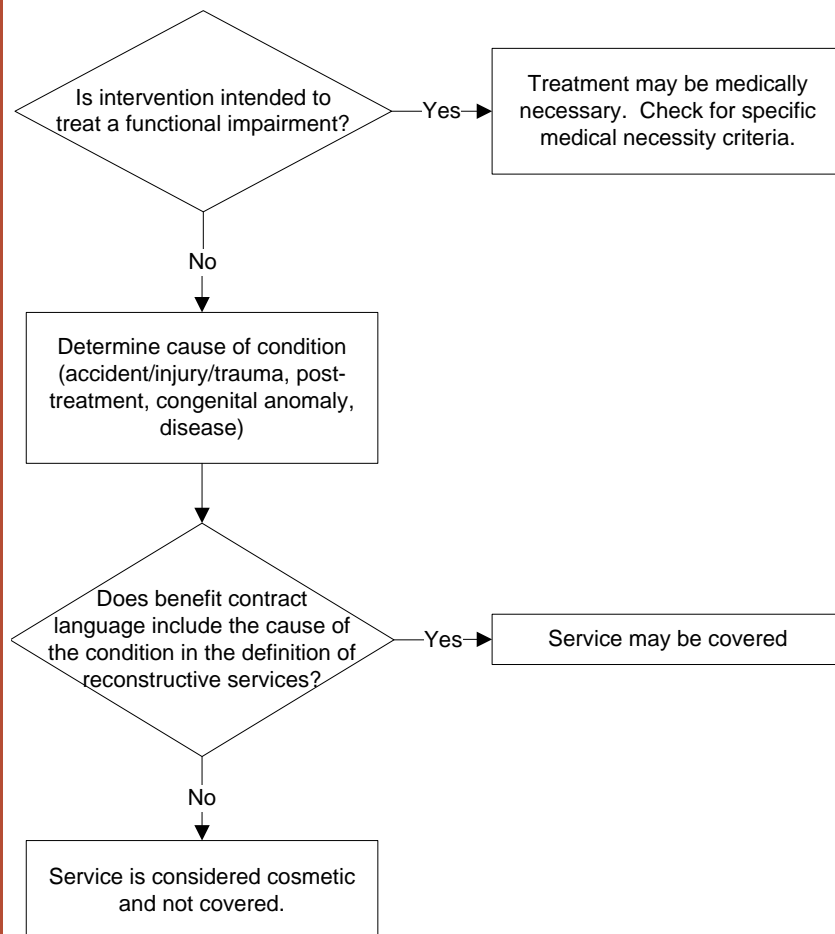 Is intervention intended to
treat a functional impairment?
Yes
Treatment may be medically
necessary.  Check for specific
medical necessity criteria.
No
Determine cause of condition
(accident/injury/trauma, post-
treatment, congenital anomaly,
disease)
Does benefit contract
language include the cause of
the condition in the definition of
reconstructive services?
Yes
Service may be covered
No
Service is considered cosmetic
and not covered.